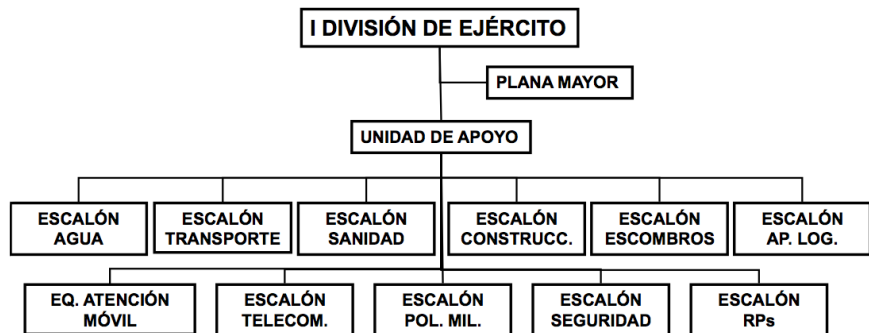 I DIVISIÓN DE EJÉRCITO
PLANA MAYOR
UNIDAD DE APOYO
ESCALÓN
AGUA
ESCALÓN
TRANSPORTE
ESCALÓN
SANIDAD
ESCALÓN
CONSTRUCC.
ESCALÓN
ESCOMBROS
ESCALÓN
AP. LOG.
EQ. ATENCIÓN
MÓVIL
ESCALÓN
TELECOM.
ESCALÓN
POL. MIL.
ESCALÓN
SEGURIDAD
ESCALÓN
RPs